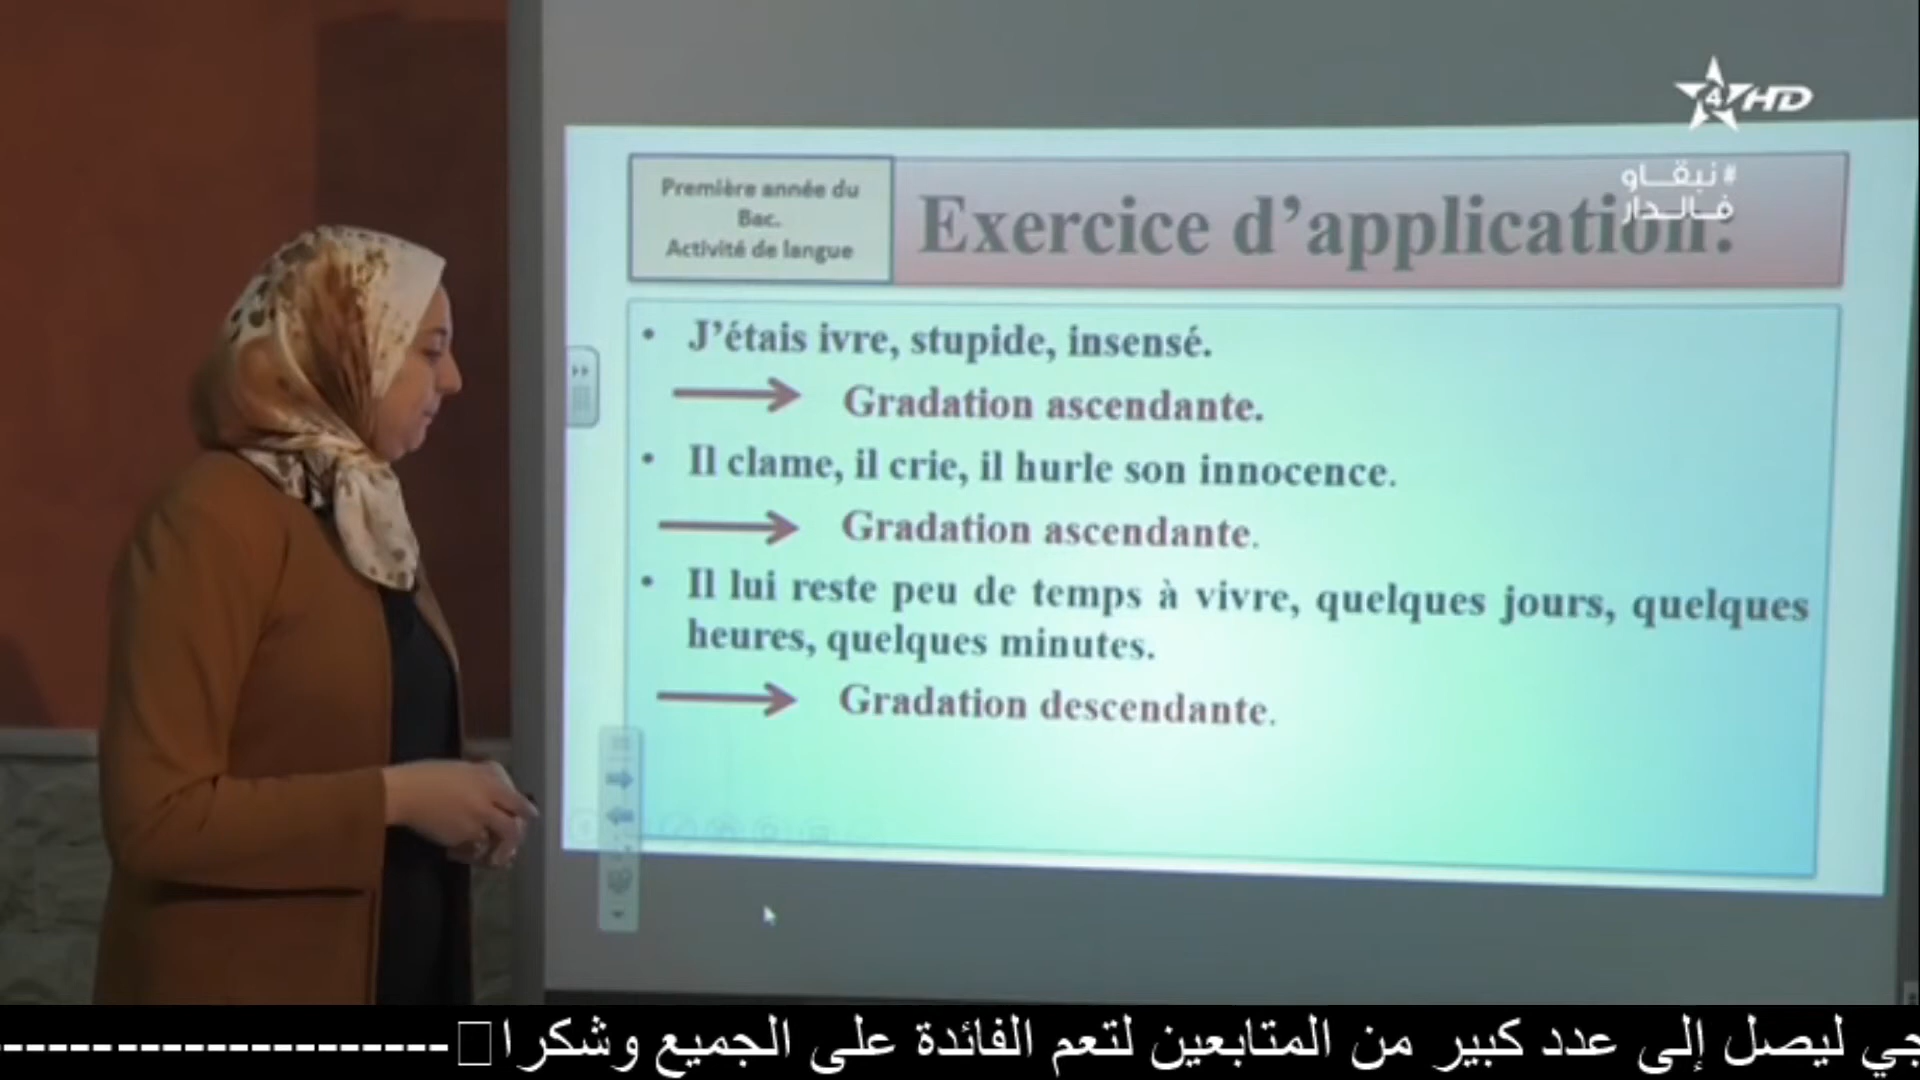 4 HD
#نبقـــاو
فـالــدار
Première année du
Bac.
Activité de langue
Exercice d'application:
• J'étais ivre, stupide, insensé.
Gradation ascendante.
• Il clame, il crie, il hurle son innocence.
Gradation ascendante.
• Il lui reste peu de temps à vivre, quelques jours, quelques
heures, quelques minutes.
Gradation descendante.
جي ليصل إلى عدد كبير من المتابعين لتعم الفائدة على الجميع وشكرا---------------------